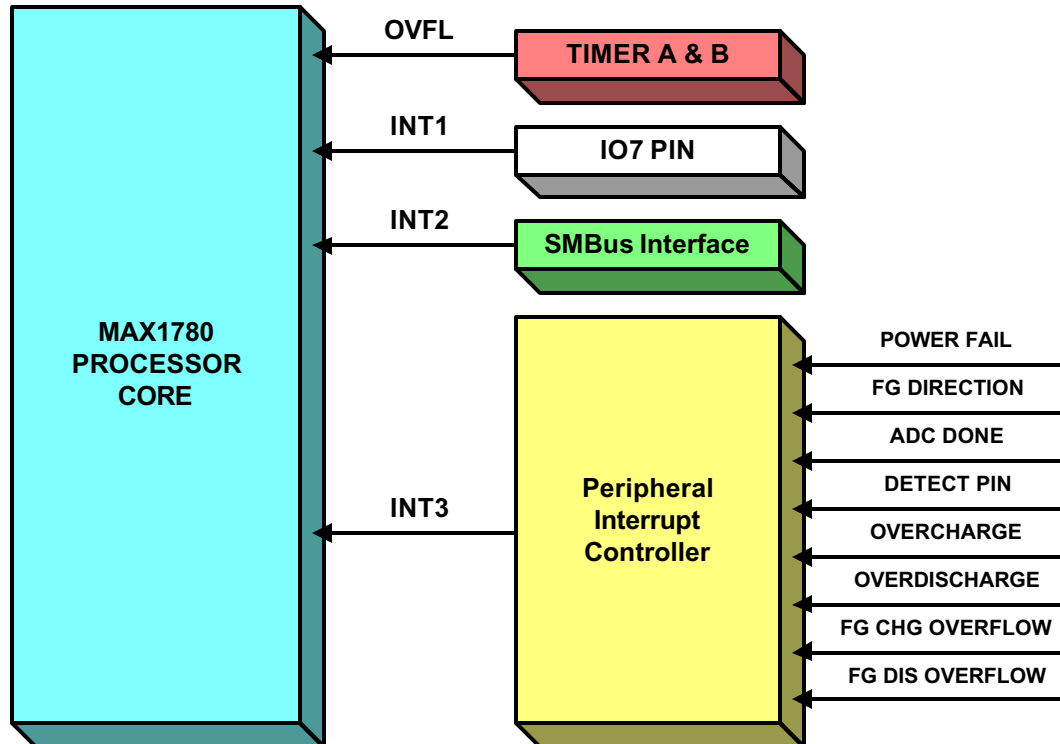 OVFL
TIMER A & B
INT1
IO7 PIN
INT2
SMBus Interface
MAX1780
PROCESSOR
CORE
POWER FAIL
FG DIRECTION
ADC DONE
DETECT PIN
INT3
Peripheral
Interrupt
Controller
OVERCHARGE
OVERDISCHARGE
FG CHG OVERFLOW
FG DIS OVERFLOW